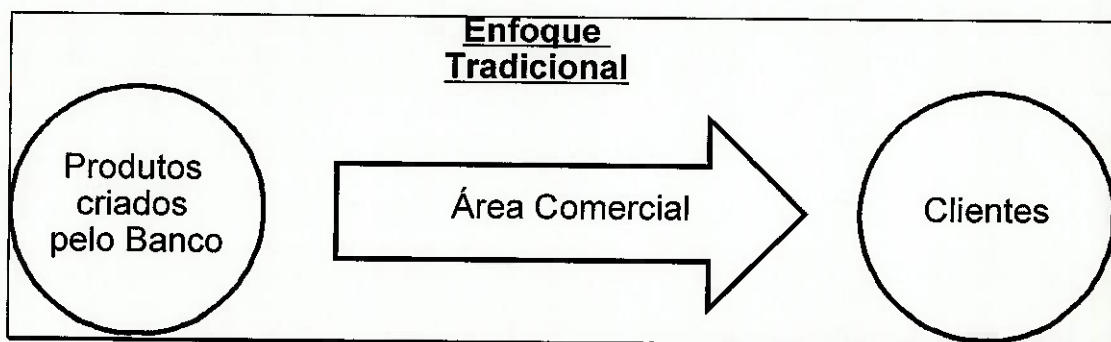 Enfoque
Tradicional
Produtos
criados
pelo Banco
Área Comercial
Clientes